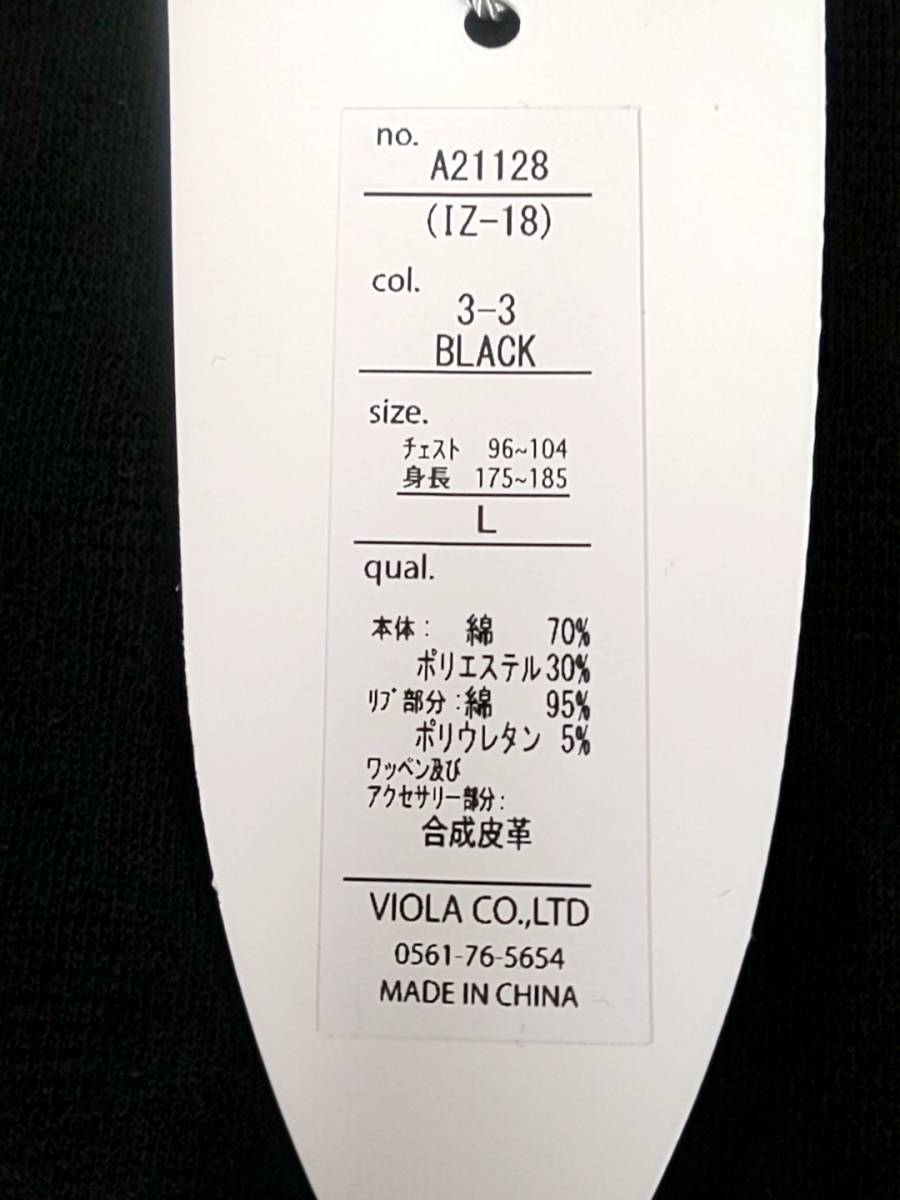 no.
A21128
(IZ-18)
col.
3-3
BLACK
size.
チェスト 96~104
身長 175~185
L
qual.
本体: 綿 70%
ポリエステル30%
リブ部分:綿 95%
ポリウレタン 5%
ワッペン及び
アクセサリー部分:
合成皮革
VIOLA CO.,LTD
0561-76-5654
MADE IN CHINA